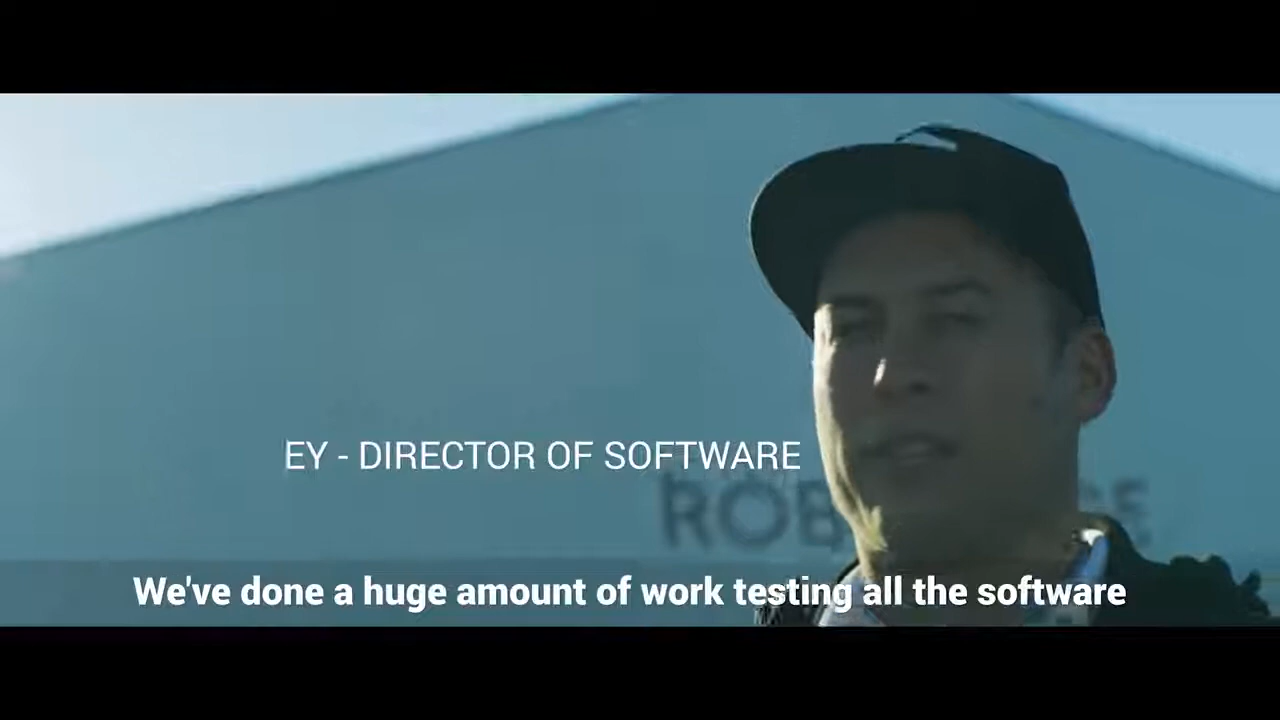 EY - DIRECTOR OF SOFTWARE
We've done a huge amount of work testing all the software